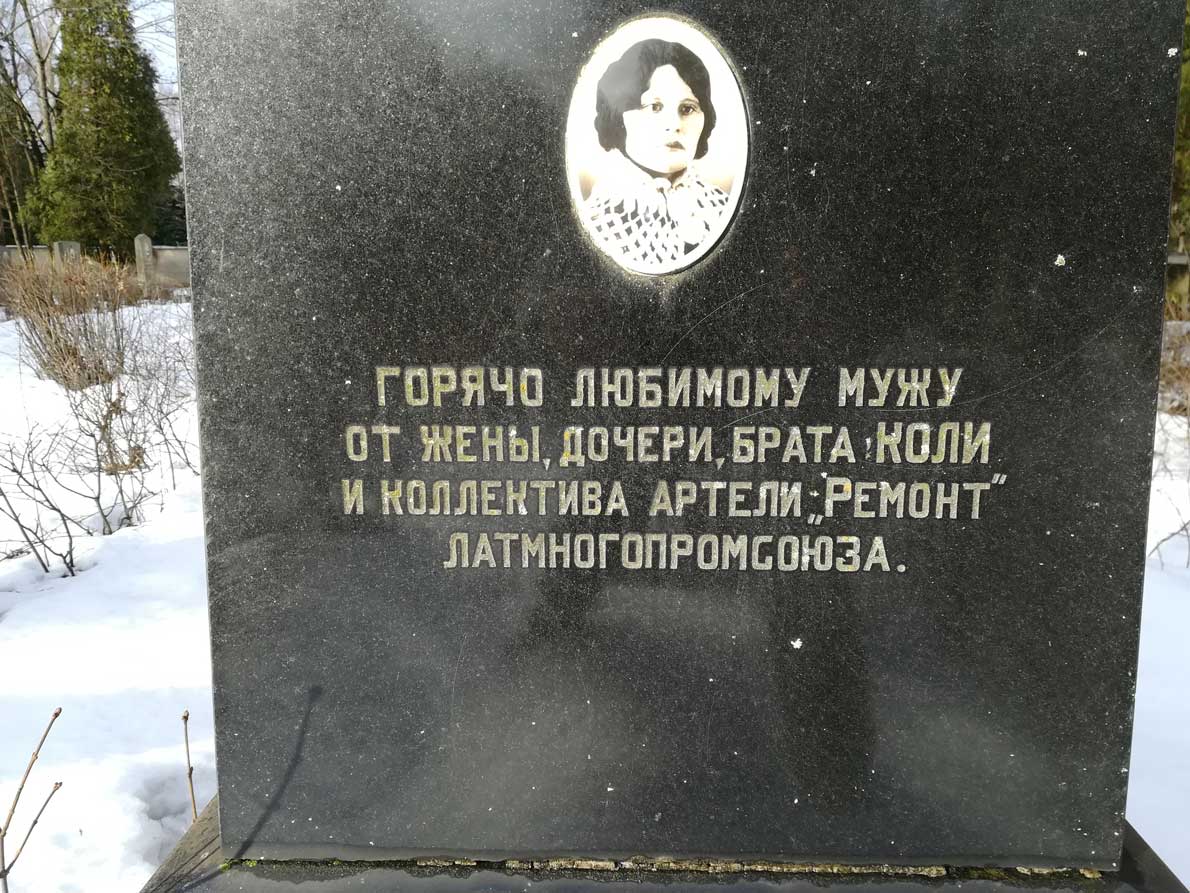 ГОРЯЧО ЛЮБИМОМУ МУЖУ
ОТ ЖЕНЫ, ДОЧЕРИ, БРАТА КОЛИ
И КОЛЛЕКТИВА АРТЕЛИ „РЕМОНТ"
ЛАТМНОГОПРОМСОЮЗА.